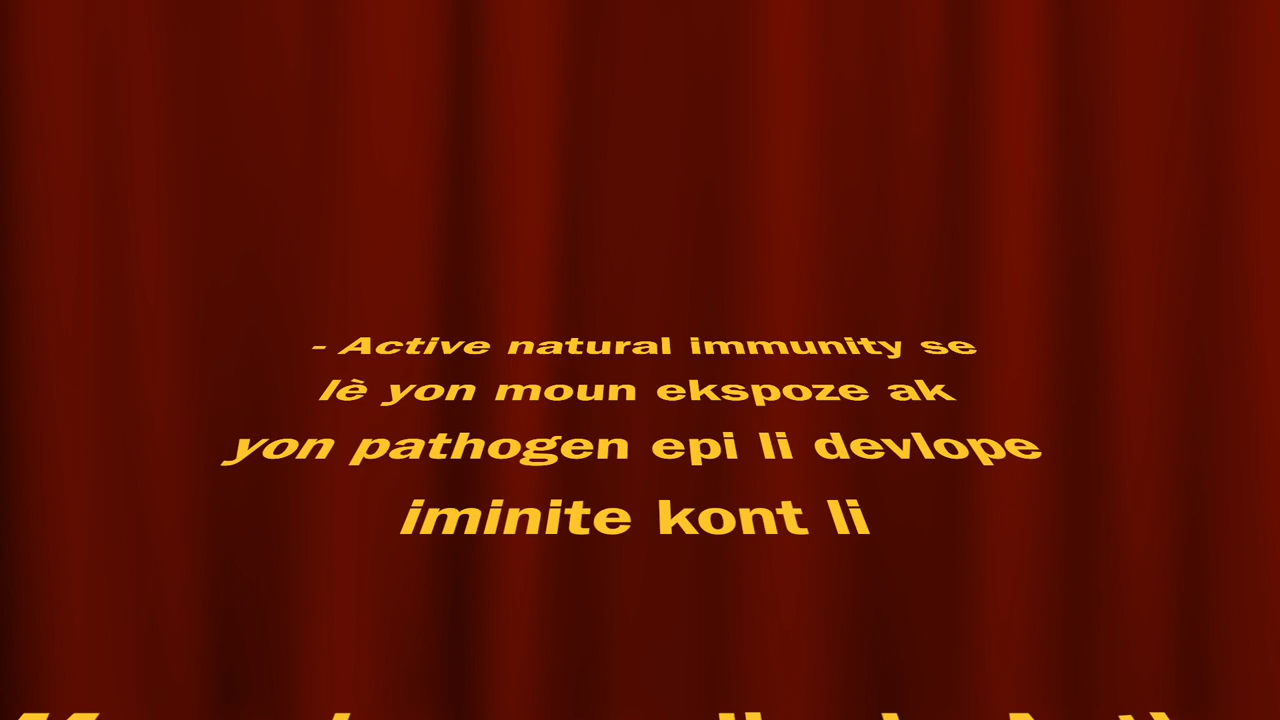 - Active natural immunity se
lè yon moun ekspoze ak
yon pathogen epi li devlope
iminite kont li